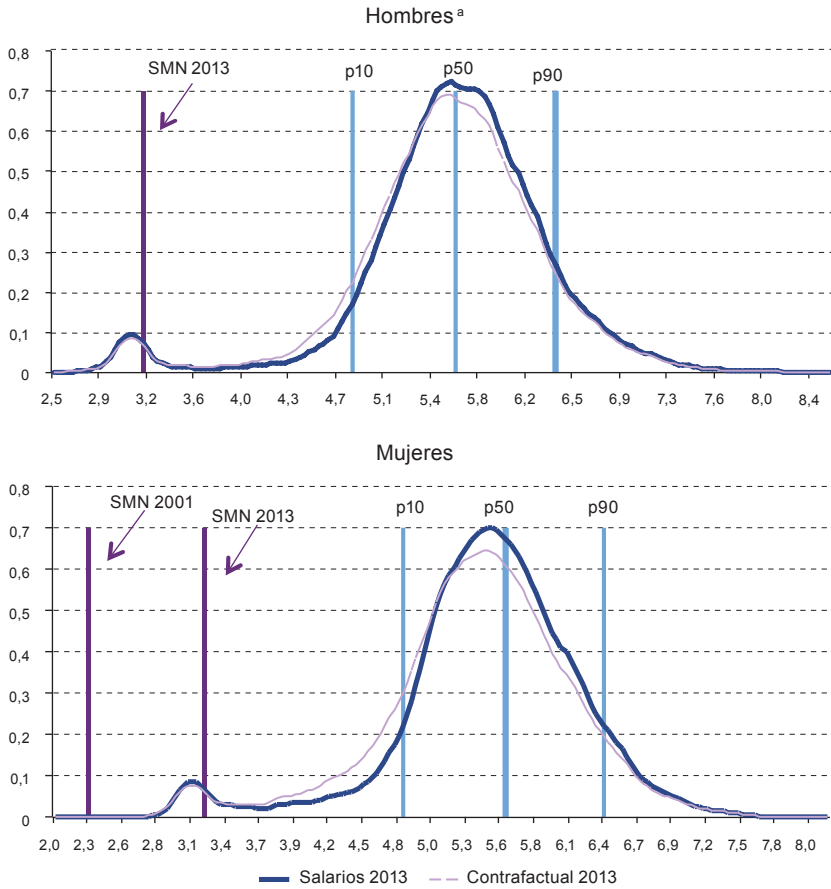 Hombres a
0,8
0,7
0,6
0,5
0,4
0,3
0,2
0,1
0
SMN 2013
p10
p50
p90
2,5 2,9 3,2 3,6 4,0 4,3 4,7 5,1 5,4 5,8 6,2 6,5 6,9 7,3 7,6 8,0 8,4
Mujeres
0,8
0,7
0,6
0,5
0,4
0,3
0,2
0,1
0
SMN 2001
SMN 2013
p10
p50
p90
2,0 2,3 2,6 3,1 3,4 3,7 3,9 4,2 4,5 4,8 5,0 5,3 5,6 5,8 6,1 6,4 6,7 6,9 7,2 7,5 8,0
Salarios 2013
Contrafactual 2013